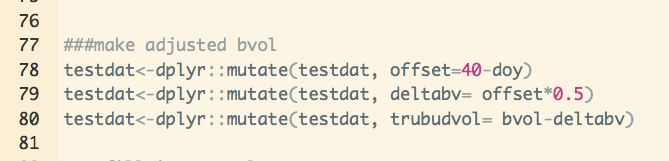 76
77 ###make adjusted bvol
78 testdat<-dplyr::mutate(testdat, offset=40-doy)
79 testdat<-dplyr::mutate(testdat, deltabv= offset*0.5)
80 testdat<-dplyr::mutate(testdat, trubudvol= bvol-deltabv)
81